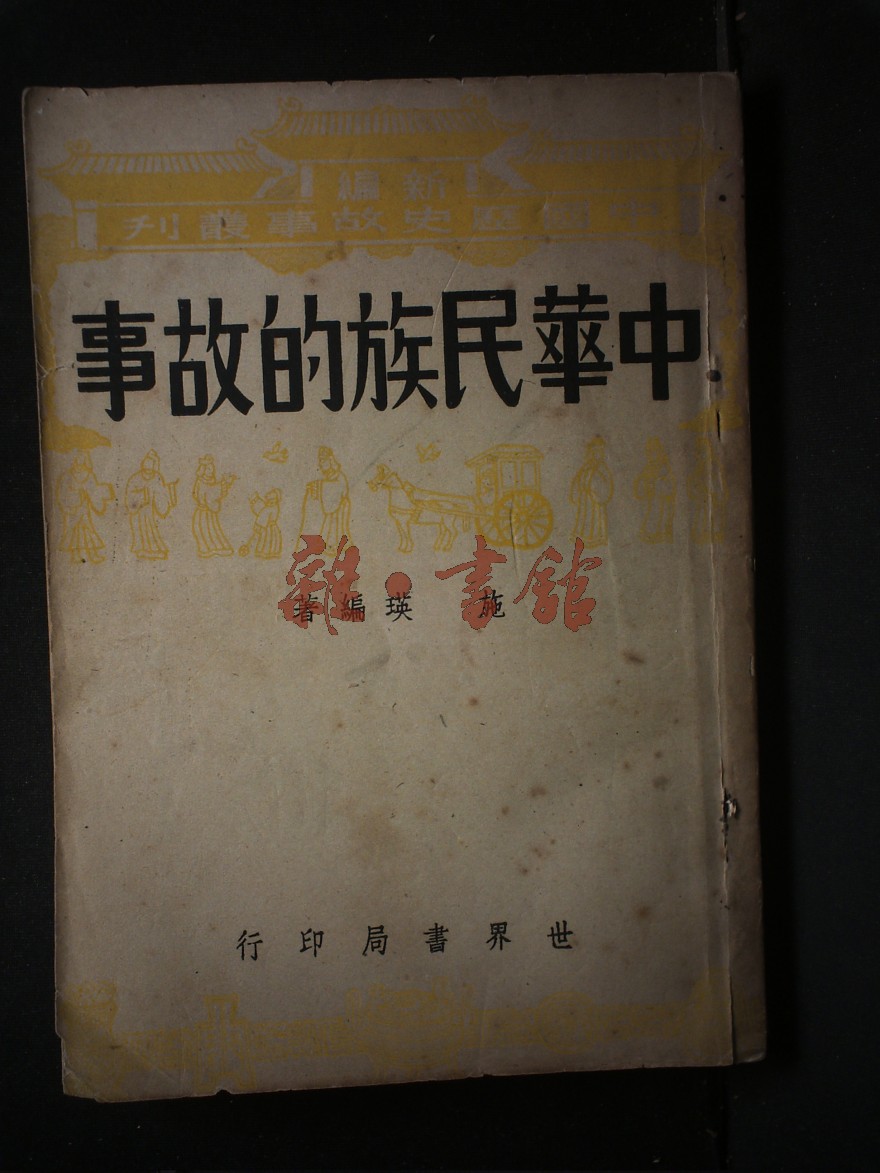 新編
中國歷史故事叢刊
中華民族的故事
施瑛編著
雜·書館
世界書局印行